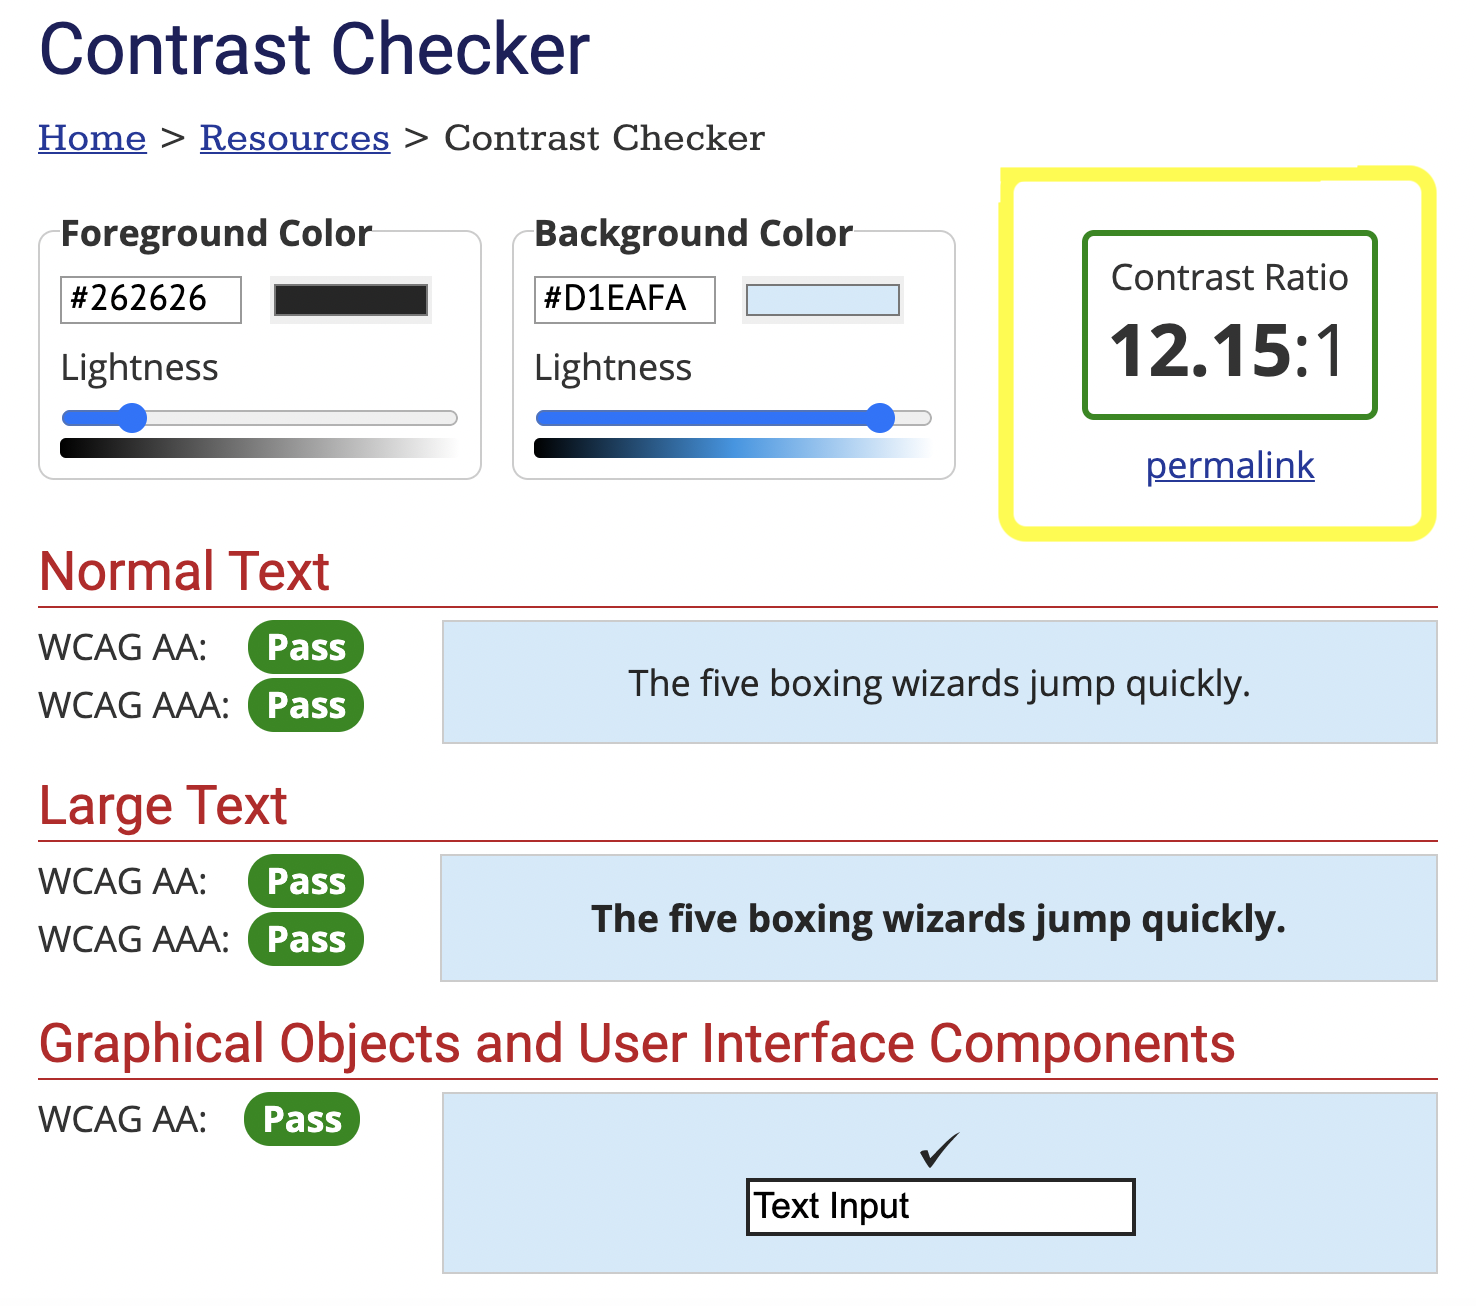 Contrast Checker
Home > Resources > Contrast Checker
Foreground Color
#262626
Lightness
Background Color
#D1EAFA
Lightness
Contrast Ratio
12.15:1
permalink
Normal Text
WCAG AA: Pass
WCAG AAA: Pass
The five boxing wizards jump quickly.
Large Text
WCAG AA: Pass
WCAG AAA: Pass
The five boxing wizards jump quickly.
Graphical Objects and User Interface Components
WCAG AA: Pass
✓
Text Input